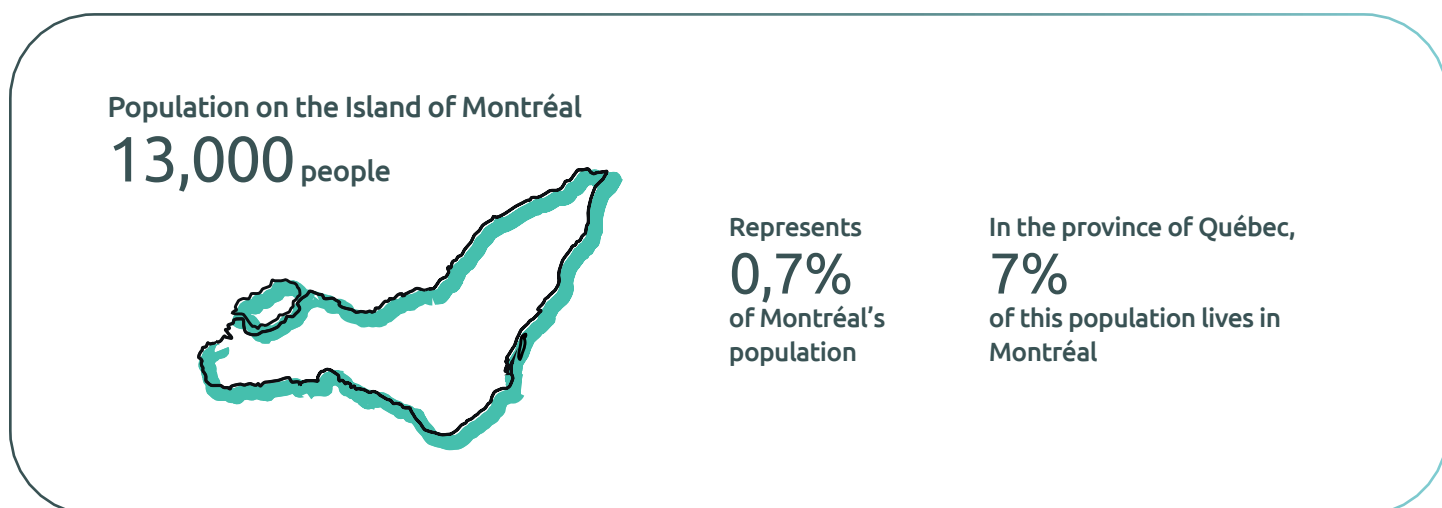 Population on the Island of Montréal
13,000 people
Represents
0,7%
of Montréal's
population
In the province of Québec,
7%
of this population lives in
Montréal